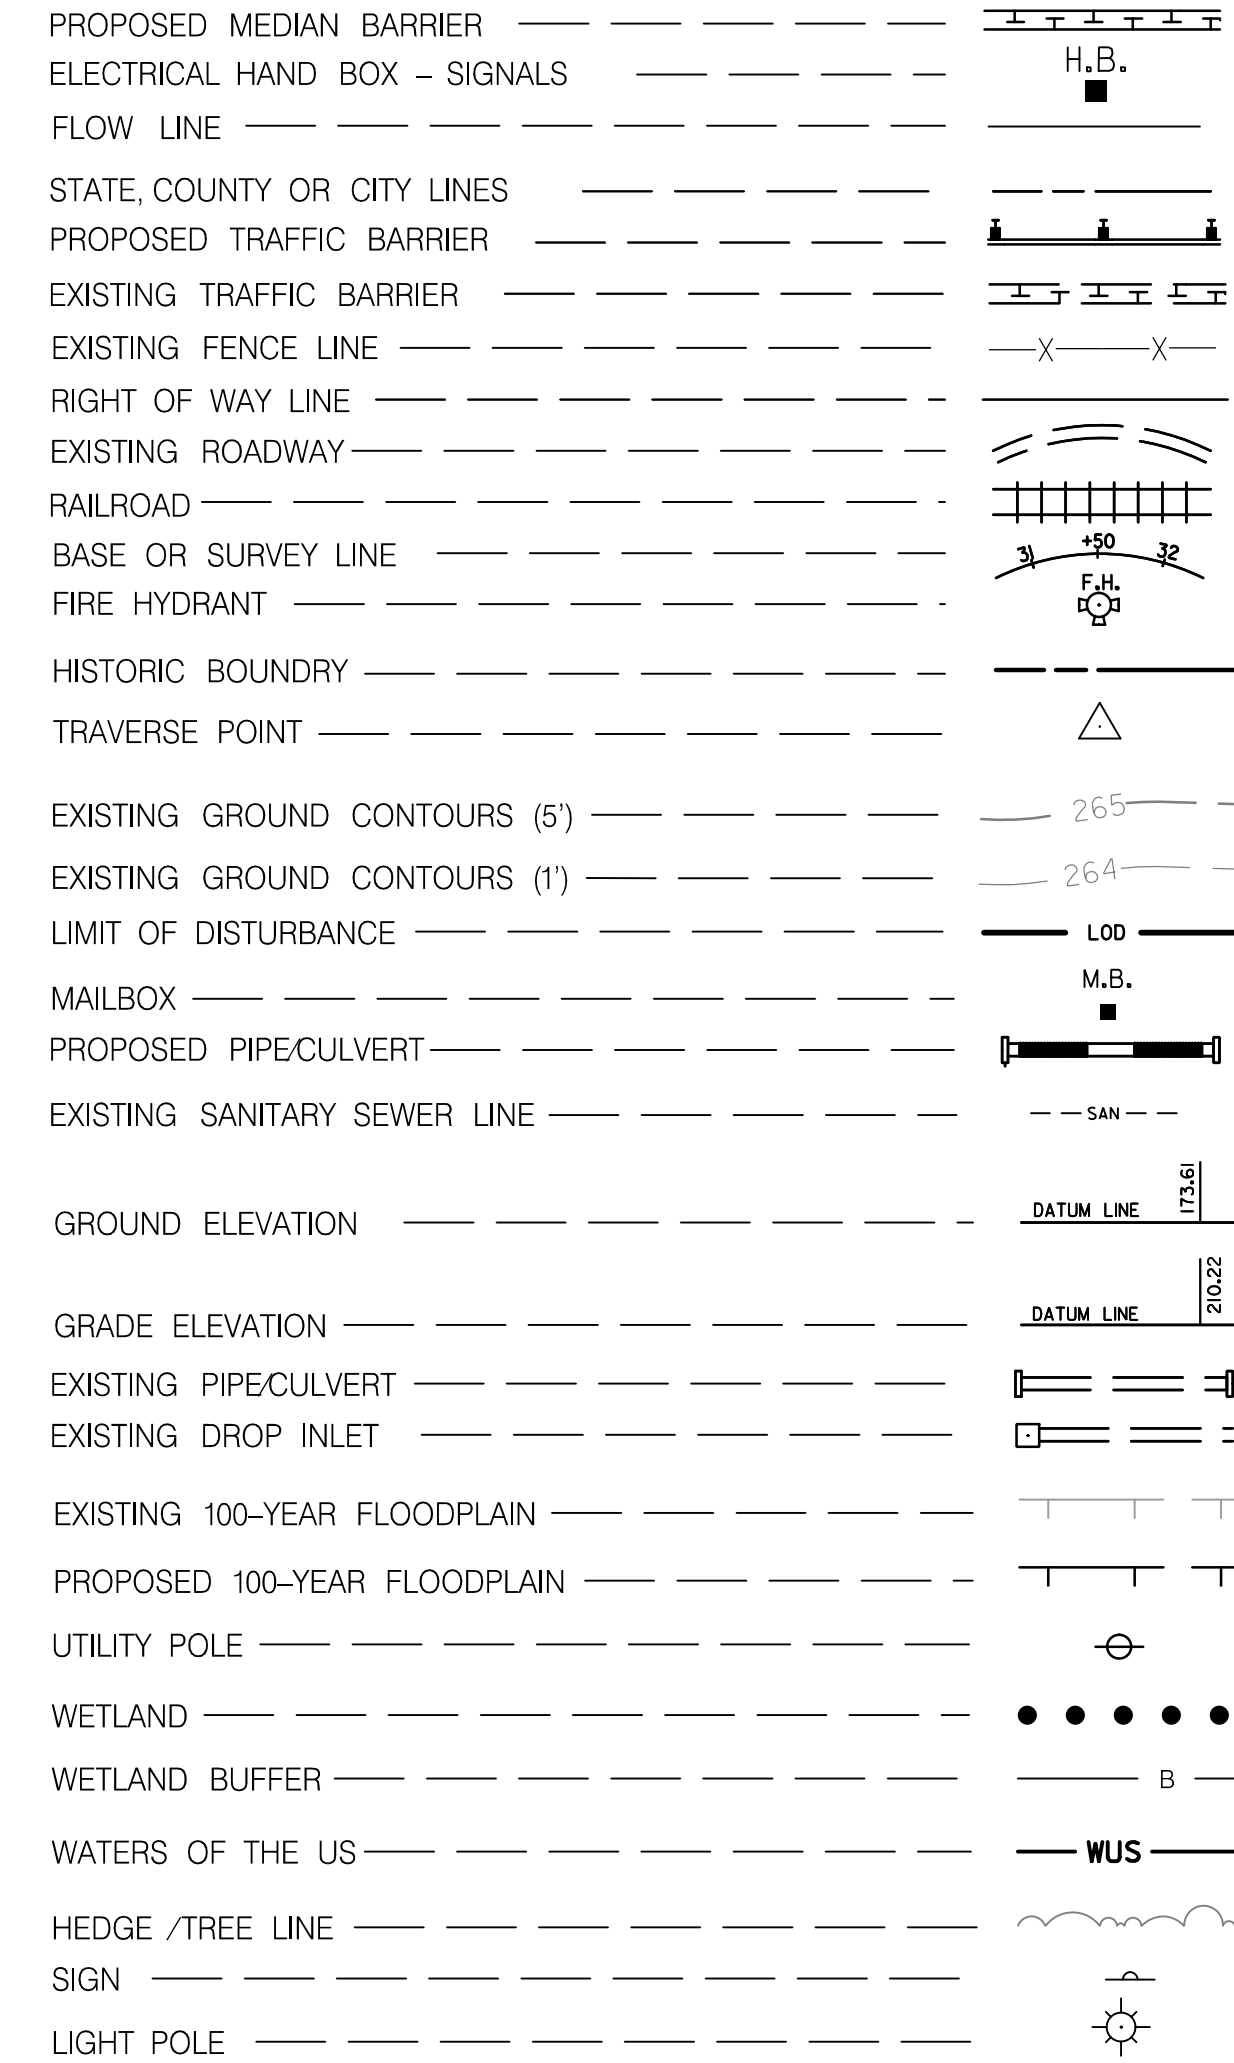 PROPOSED MEDIAN BARRIER
ELECTRICAL HAND BOX – SIGNALS H.B.
FLOW LINE
STATE, COUNTY OR CITY LINES
PROPOSED TRAFFIC BARRIER
EXISTING TRAFFIC BARRIER
EXISTING FENCE LINE X X
RIGHT OF WAY LINE
EXISTING ROADWAY
RAILROAD
BASE OR SURVEY LINE 31 +50 32
FIRE HYDRANT F.H.
HISTORIC BOUNDRY
TRAVERSE POINT
EXISTING GROUND CONTOURS (5') 265
EXISTING GROUND CONTOURS (1') 264
LIMIT OF DISTURBANCE LOD
MAILBOX M.B.
PROPOSED PIPE/CULVERT
EXISTING SANITARY SEWER LINE SAN
GROUND ELEVATION DATUM LINE 173.61
GRADE ELEVATION DATUM LINE 210.22
EXISTING PIPE/CULVERT
EXISTING DROP INLET
EXISTING 100–YEAR FLOODPLAIN
PROPOSED 100–YEAR FLOODPLAIN
UTILITY POLE
WETLAND
WETLAND BUFFER B
WATERS OF THE US WUS
HEDGE /TREE LINE
SIGN
LIGHT POLE